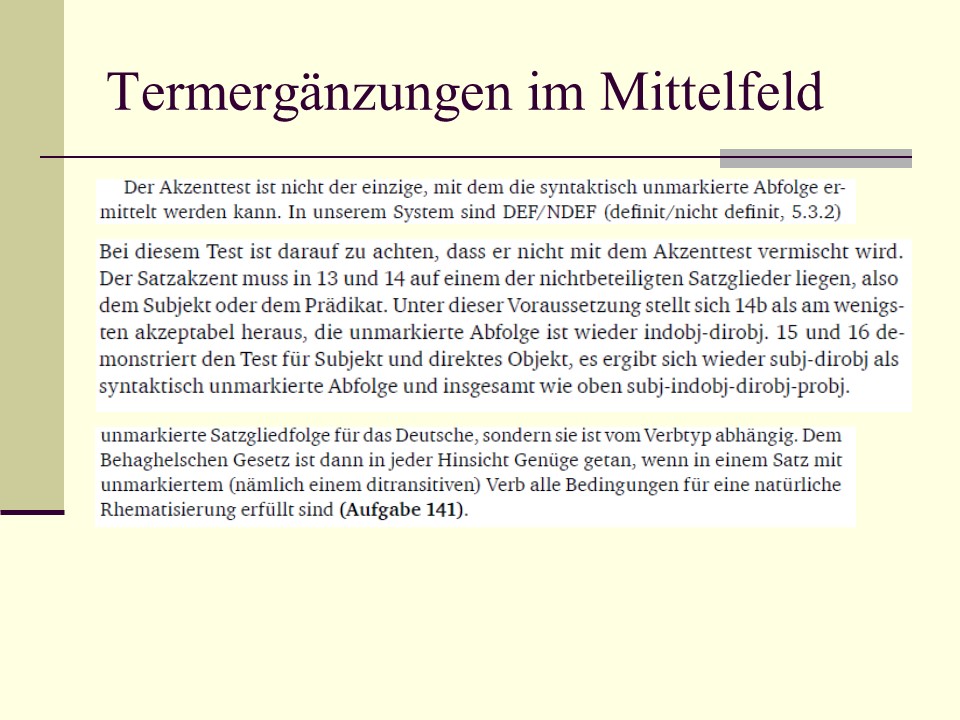 Termergänzungen im Mittelfeld
Der Akzenttest ist nicht der einzige, mit dem die syntaktisch unmarkierte Abfolge er-
mittelt werden kann. In unserem System sind DEF/NDEF (definit/nicht definit, 5.3.2)
Bei diesem Test ist darauf zu achten, dass er nicht mit dem Akzenttest vermischt wird.
Der Satzakzent muss in 13 und 14 auf einem der nichtbeteiligten Satzglieder liegen, also
dem Subjekt oder dem Prädikat. Unter dieser Voraussetzung stellt sich 14b als am wenigs-
ten akzeptabel heraus, die unmarkierte Abfolge ist wieder indobj-dirobj. 15 und 16 de-
monstriert den Test für Subjekt und direktes Objekt, es ergibt sich wieder subj-dirobj als
syntaktisch unmarkierte Abfolge und insgesamt wie oben subj-indobj-dirobj-probj.
unmarkierte Satzgliedfolge für das Deutsche, sondern sie ist vom Verbtyp abhängig. Dem
Behaghelschen Gesetz ist dann in jeder Hinsicht Genüge getan, wenn in einem Satz mit
unmarkiertem (nämlich einem ditransitiven) Verb alle Bedingungen für eine natürliche
Rhematisierung erfüllt sind (Aufgabe 141).